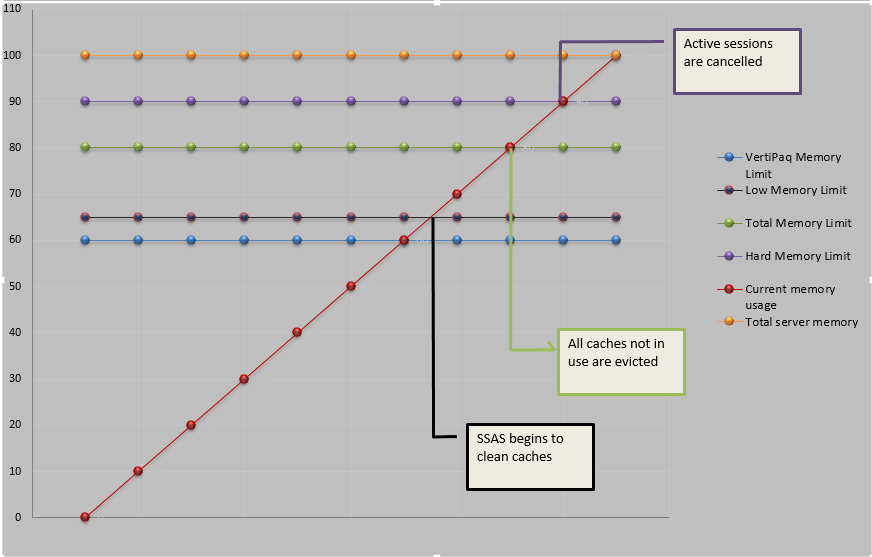 110
100
90
80
70
60
50
40
30
20
10
0
Active sessions
are cancelled
VertiPaq Memory
Limit
Low Memory Limit
Total Memory Limit
Hard Memory Limit
Current memory
usage
Total server memory
All caches not in
use are evicted
SSAS begins to
clean caches